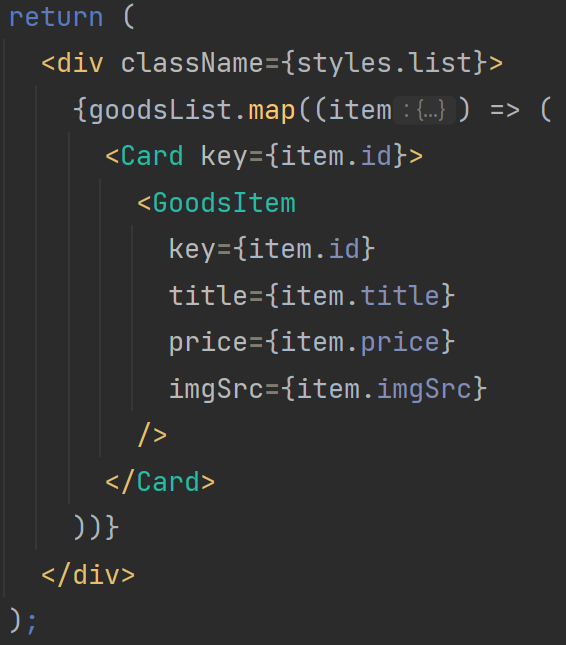 return (
<div className={styles.list}>
{goodsList.map((item : {...}) => (
<Card key={item.id}>
<GoodsItem
key={item.id}
title={item.title}
price={item.price}
imgSrc={item.imgSrc}
/>
</Card>
))}
</div>
);